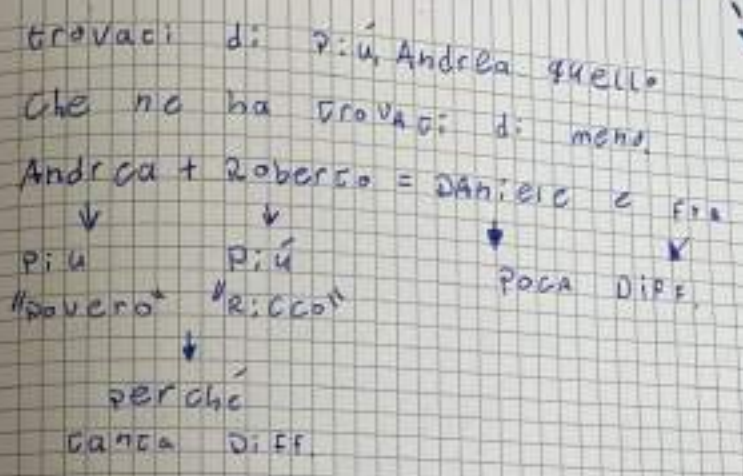 trovati di Più, Andrea quello
che ne ha trovati di meno.
Andrea + Roberto = DAniele e FrA
↓ ↓ ↓ ↓
Più Più POCA DiFF.
"povero" "Ricco"
↓
perché
tanta DiFF.